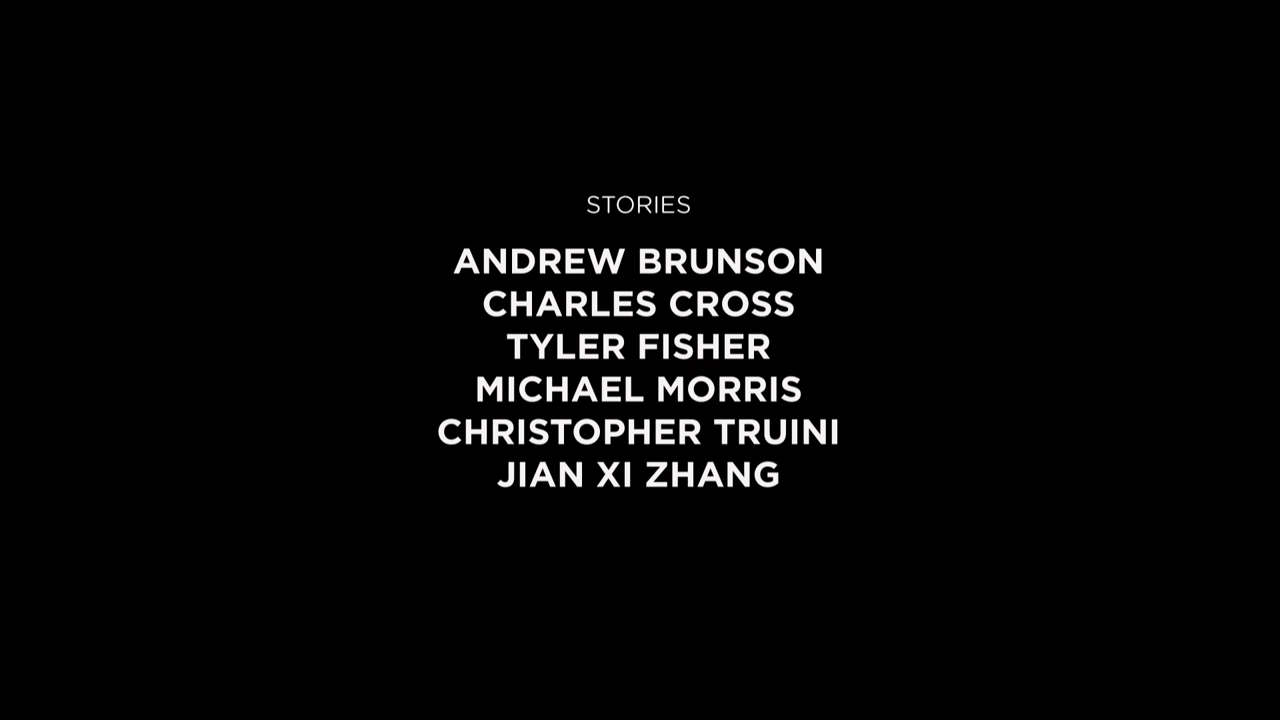 STORIES
ANDREW BRUNSON
CHARLES CROSS
TYLER FISHER
MICHAEL MORRIS
CHRISTOPHER TRUINI
JIAN XI ZHANG